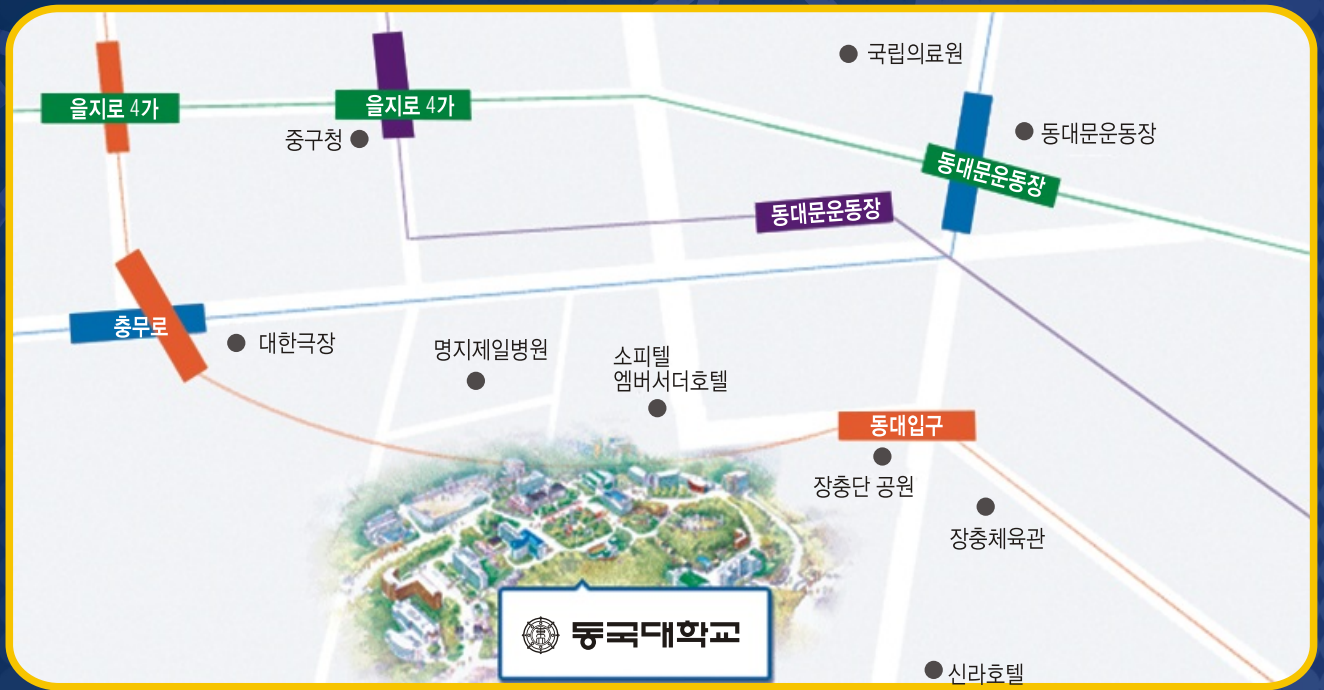 국립의료원
을지로 4가
을지로 4가
중구청
동대문운동장
동대문운동장
동대문운동장
충무로
대한극장
명지제일병원
소피텔
엠버서더호텔
동대입구
장충단 공원
장충체육관
동국대학교
신라호텔